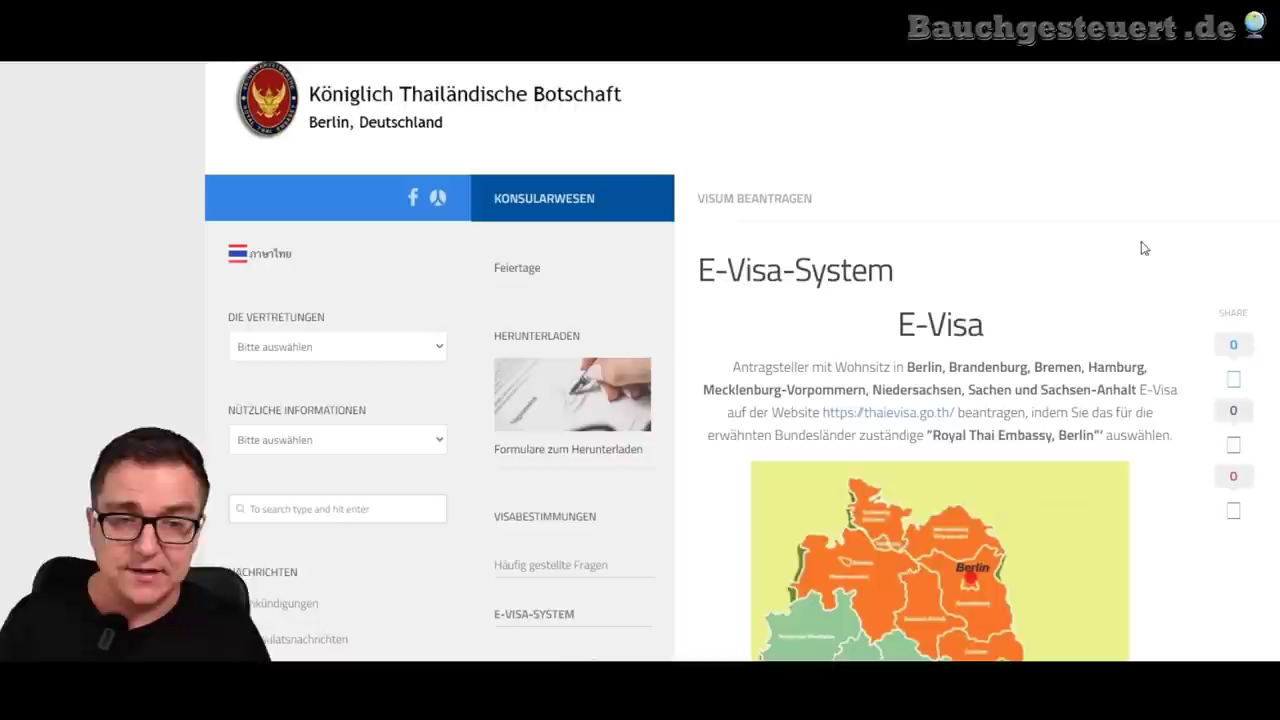 Bauchgesteuert .de
Königlich Thailändische Botschaft
Berlin, Deutschland
KONSULARWESEN
VISUM BEANTRAGEN
ภาษาไทย
Feiertage
E-Visa-System
DIE VERTRETUNGEN
Bitte auswählen
HERUNTERLADEN
E-Visa
SHARE
0
Antragsteller mit Wohnsitz in Berlin, Brandenburg, Bremen, Hamburg,
Mecklenburg-Vorpommern, Niedersachsen, Sachen und Sachsen-Anhalt E-Visa
auf der Website https://thaievisa.go.th/ beantragen, indem Sie das für die
erwähnten Bundesländer zuständige "Royal Thai Embassy, Berlin"' auswählen.
0
0
NÜTZLICHE INFORMATIONEN
Bitte auswählen
Formulare zum Herunterladen
To search type and hit enter
VISABESTIMMUNGEN
Häufig gestellte Fragen
E-VISA-SYSTEM
Berlin